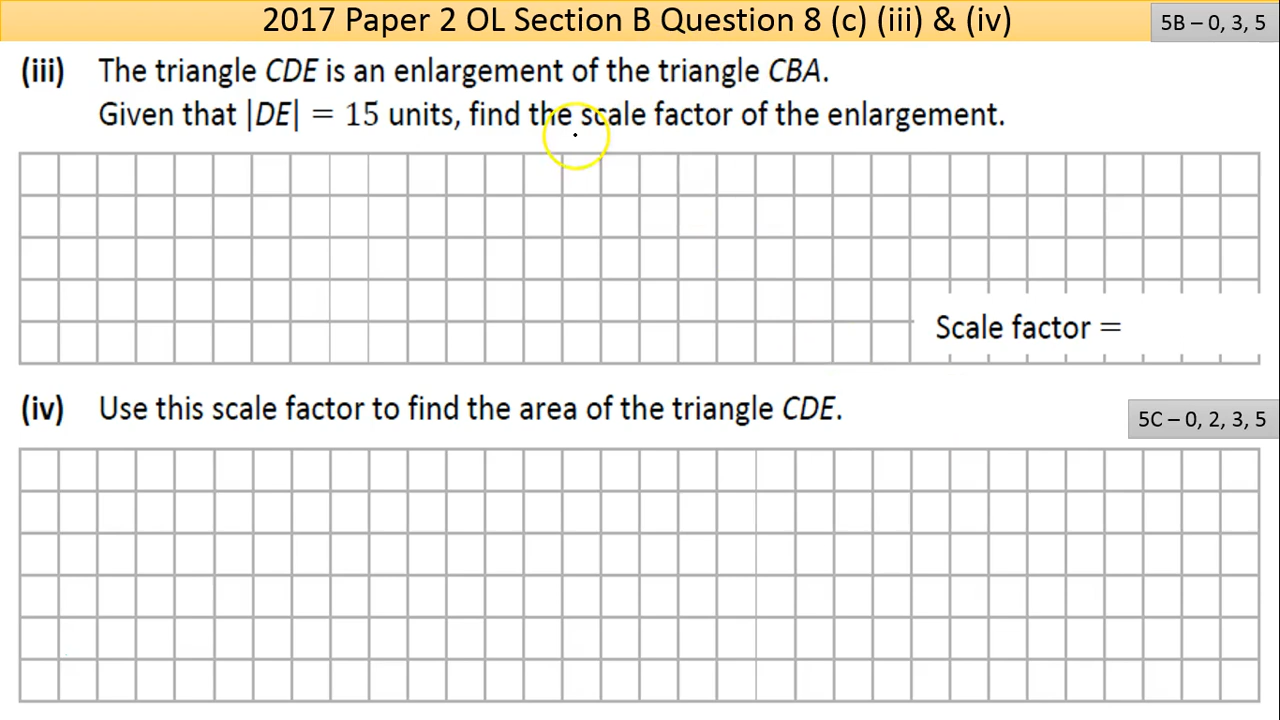 2017 Paper 2 OL Section B Question 8 (c) (iii) & (iv)
5B – 0, 3, 5
(iii) The triangle CDE is an enlargement of the triangle CBA.
Given that |DE| = 15 units, find the scale factor of the enlargement.
Scale factor =
(iv) Use this scale factor to find the area of the triangle CDE.
5C – 0, 2, 3, 5